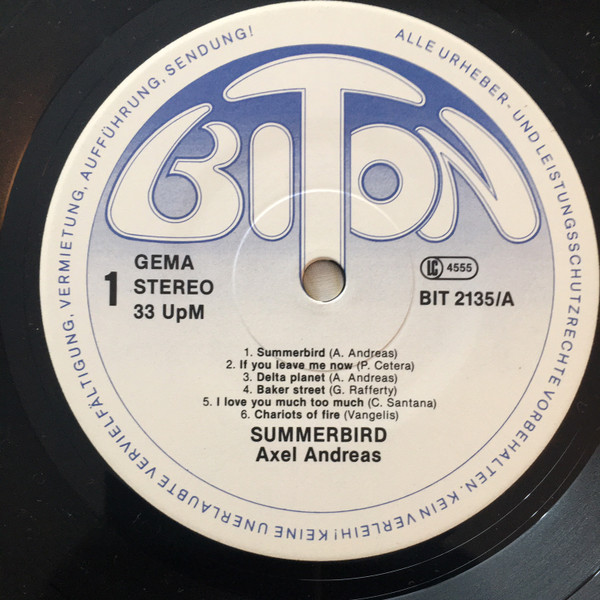 ALLE URHEBER- UND LEISTUNGSSCHUTZRECHTE VORBEHALTEN. KEIN VERLEIH! KEINE UNERLAUBTE VERVIELFÄLTIGUNG, VERMIETUNG, AUFFÜHRUNG, SENDUNG!
BITON
1
GEMA
STEREO
33 UpM
LC 4555
BIT 2135/A
1. Summerbird (A. Andreas)
2. If you leave me now (P. Cetera)
3. Delta planet (A. Andreas)
4. Baker street (G. Rafferty)
5. I love you much too much (C. Santana)
6. Chariots of fire (Vangelis)
SUMMERBIRD
Axel Andreas